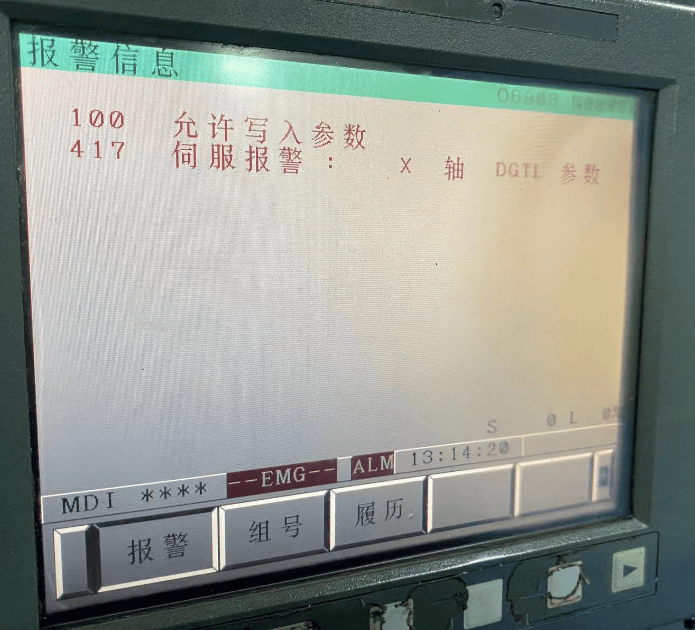 报警信息
O8908 N0000
100 允许写入参数
417 伺服报警： X 轴 DGTL 参数
S 0 L 0%
MDI **** --EMG-- ALM 13:14:20
报警 组号 履历